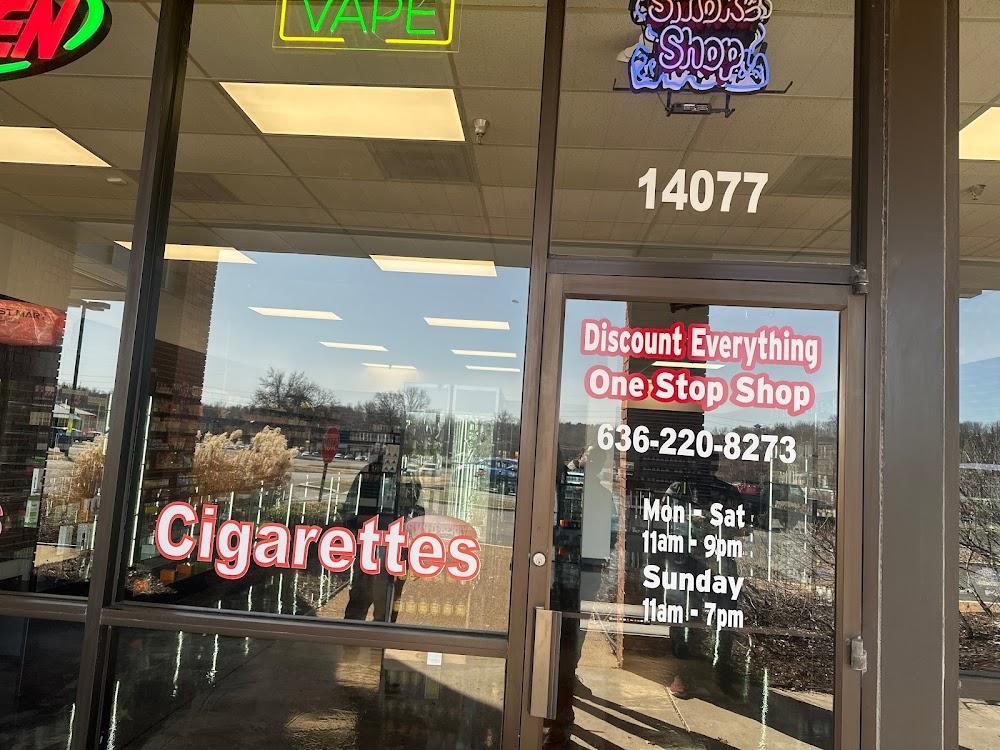 EN
VAPE
SMOKE
Shop
14077
Discount Everything
One Stop Shop
636-220-8273
Mon - Sat
11am - 9pm
Sunday
11am - 7pm
Cigarettes